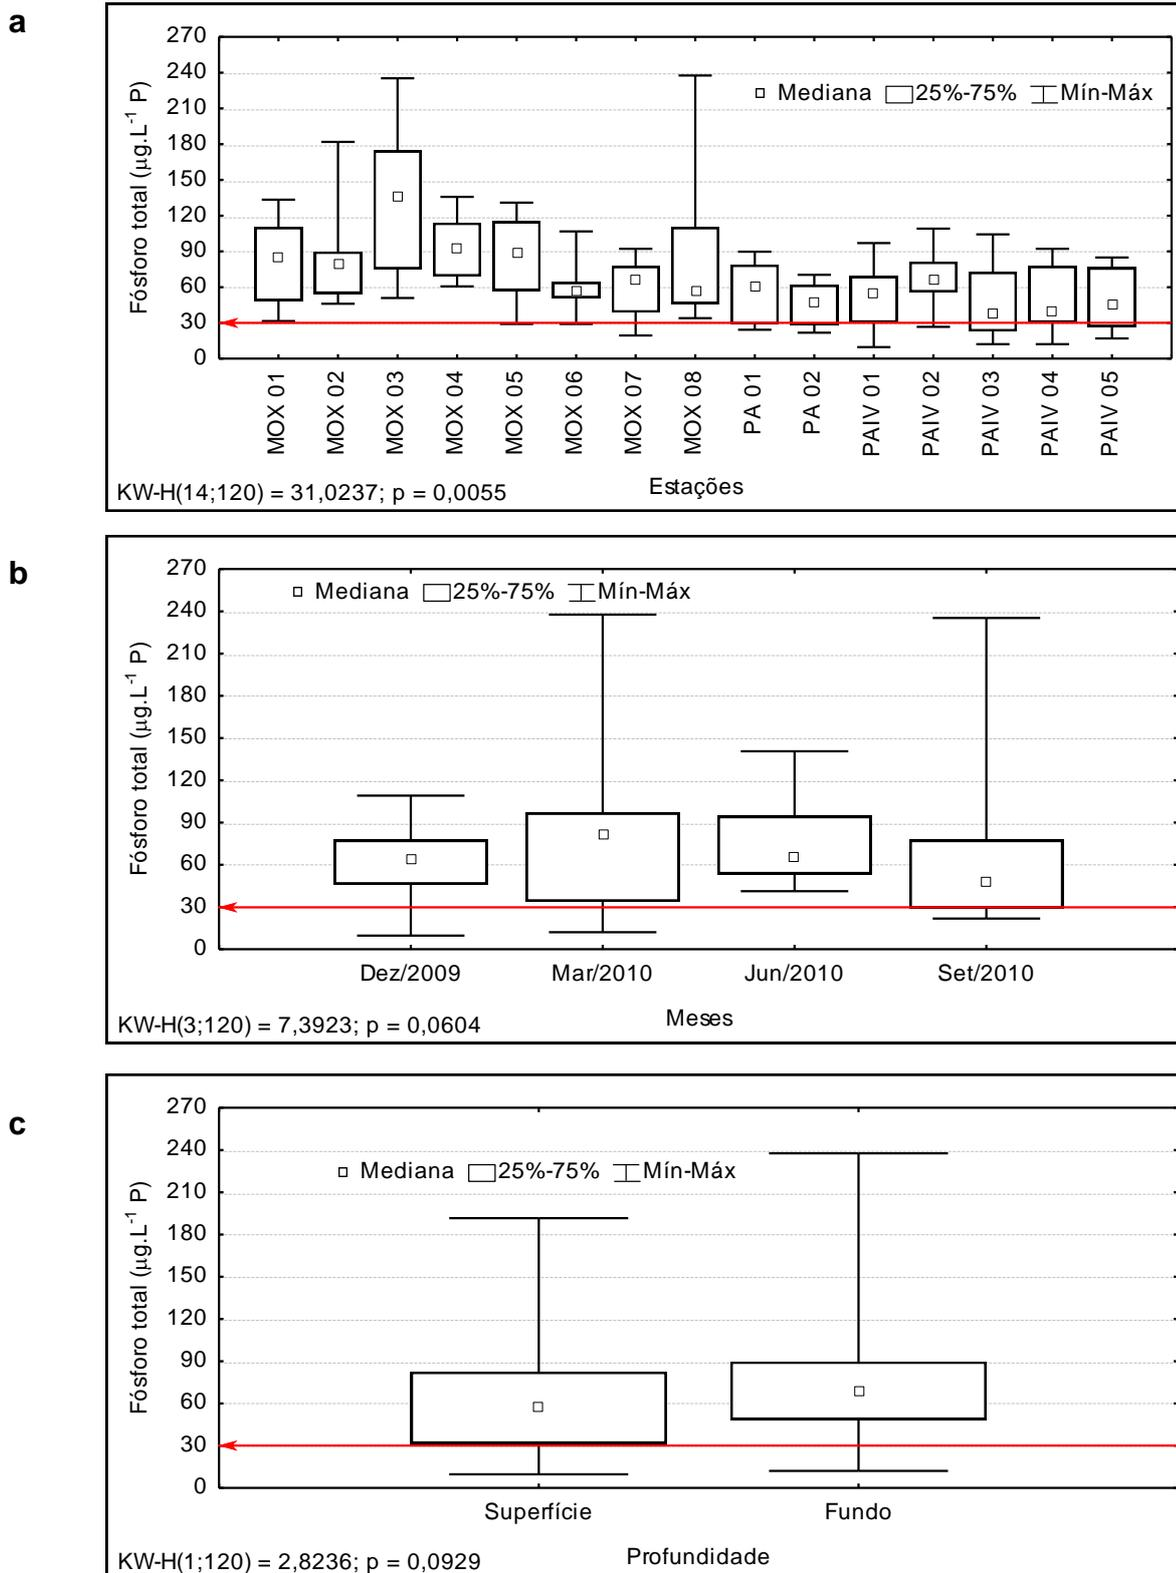 a
270
240
210
180
150
120
90
60
30
0
Fósforo total (µg.L⁻¹ P)
Mediana 25%-75% Mín-Máx
MOX 01
MOX 02
MOX 03
MOX 04
MOX 05
MOX 06
MOX 07
MOX 08
PA 01
PA 02
PAIV 01
PAIV 02
PAIV 03
PAIV 04
PAIV 05
Estações
KW-H(14;120) = 31,0237; p = 0,0055
b
270
240
210
180
150
120
90
60
30
0
Fósforo total (µg.L⁻¹ P)
Mediana 25%-75% Mín-Máx
Dez/2009 Mar/2010 Jun/2010 Set/2010
Meses
KW-H(3;120) = 7,3923; p = 0,0604
c
270
240
210
180
150
120
90
60
30
0
Fósforo total (µg.L⁻¹ P)
Mediana 25%-75% Mín-Máx
Superfície Fundo
Profundidade
KW-H(1;120) = 2,8236; p = 0,0929